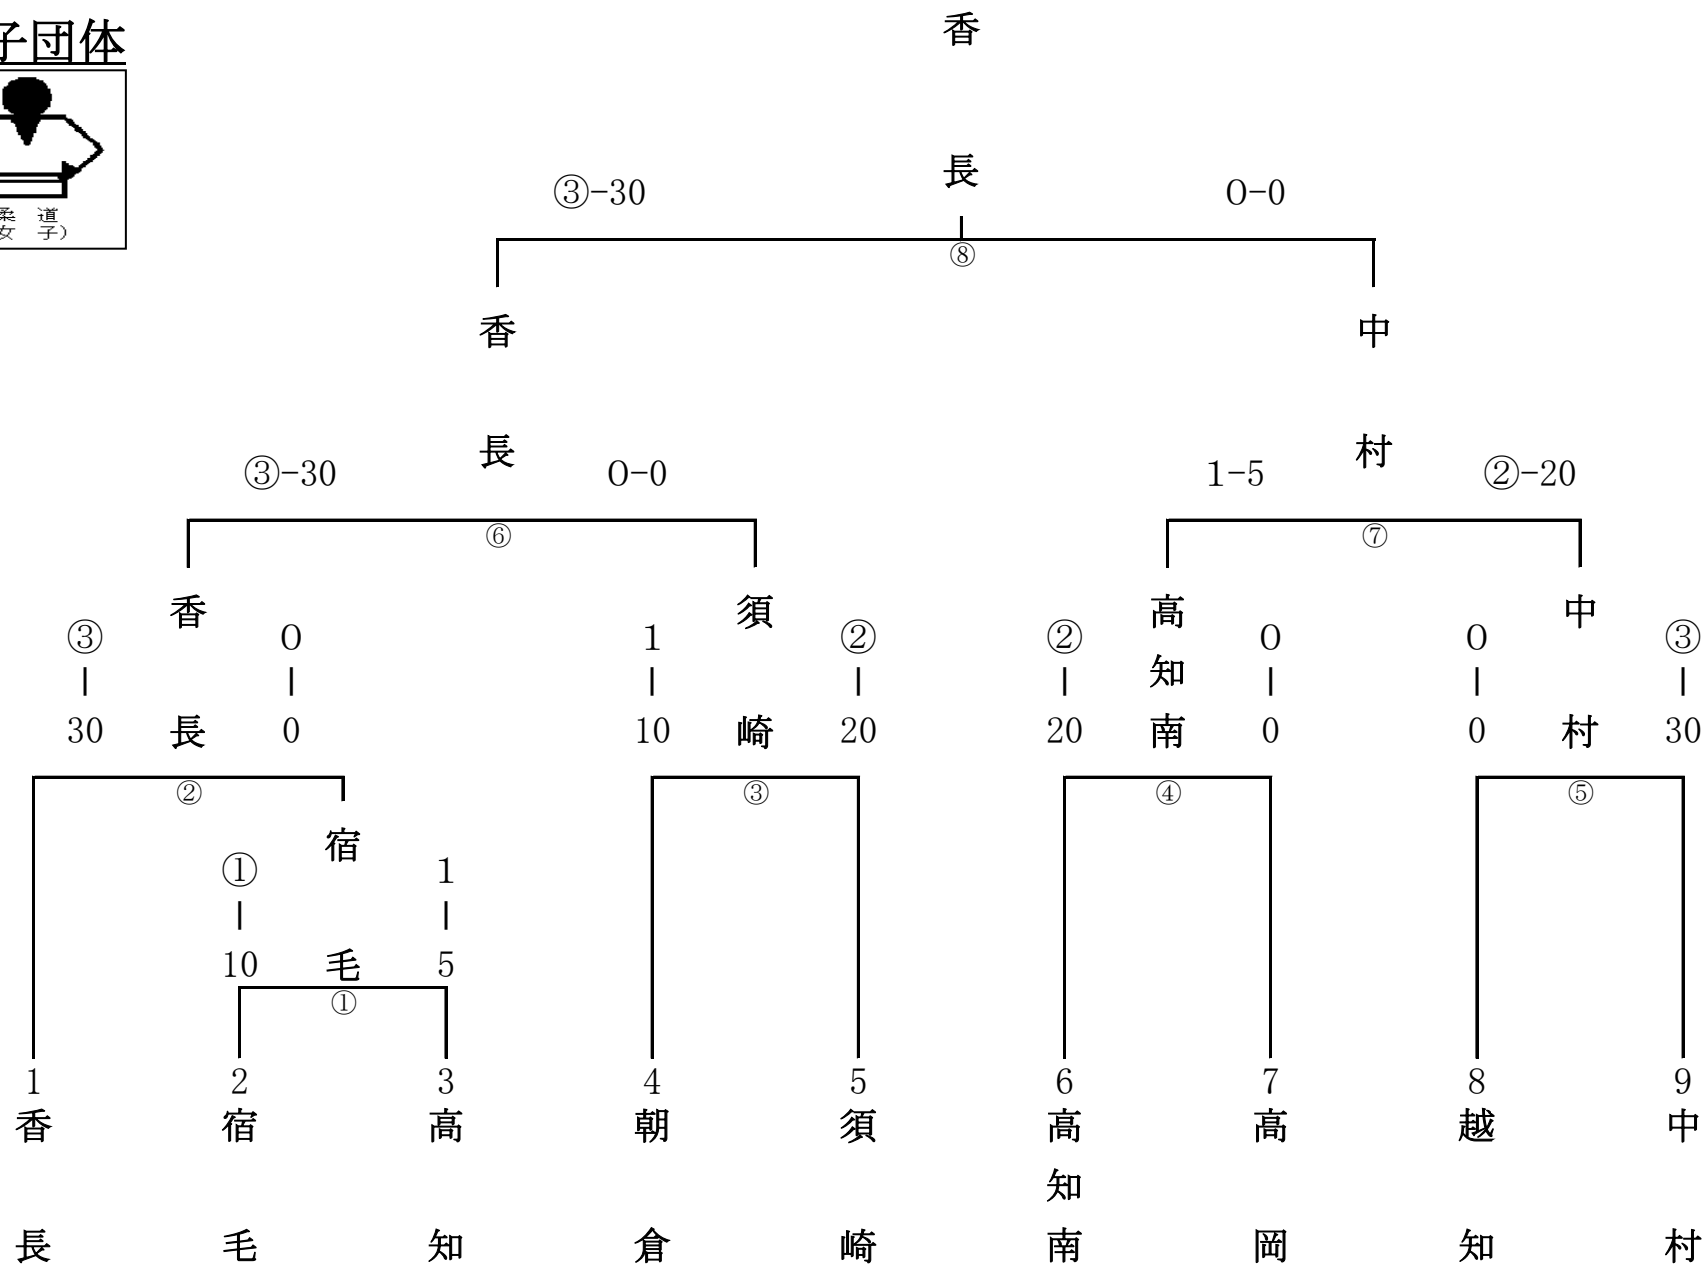 子団体
柔 道
女 子)
香長
③-30
0-0
⑧
香長
中村
③-30
0-0
1-5
②-20
⑥
⑦
香長
須崎
高知南
中村
③ | 30
0 | 0
1 | 10
② | 20
② | 20
0 | 0
0 | 0
③ | 30
②
③
④
⑤
宿毛
① | 10
1 | 5
①
1 2 3 4 5 6 7 8 9
香長
宿毛
高知
朝倉
須崎
高知南
高岡
越知
中村